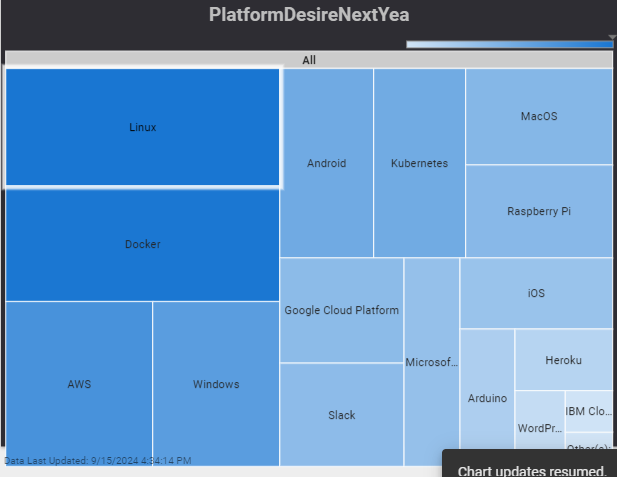 PlatformDesireNextYea
All
Linux
Docker
AWS
Windows
Android
Kubernetes
MacOS
Raspberry Pi
Google Cloud Platform
Slack
Microsof...
iOS
Arduino
Heroku
WordPr...
IBM Clo...
Other(s):
Data Last Updated: 9/15/2024 4:34:14 PM
Chart updates resumed.